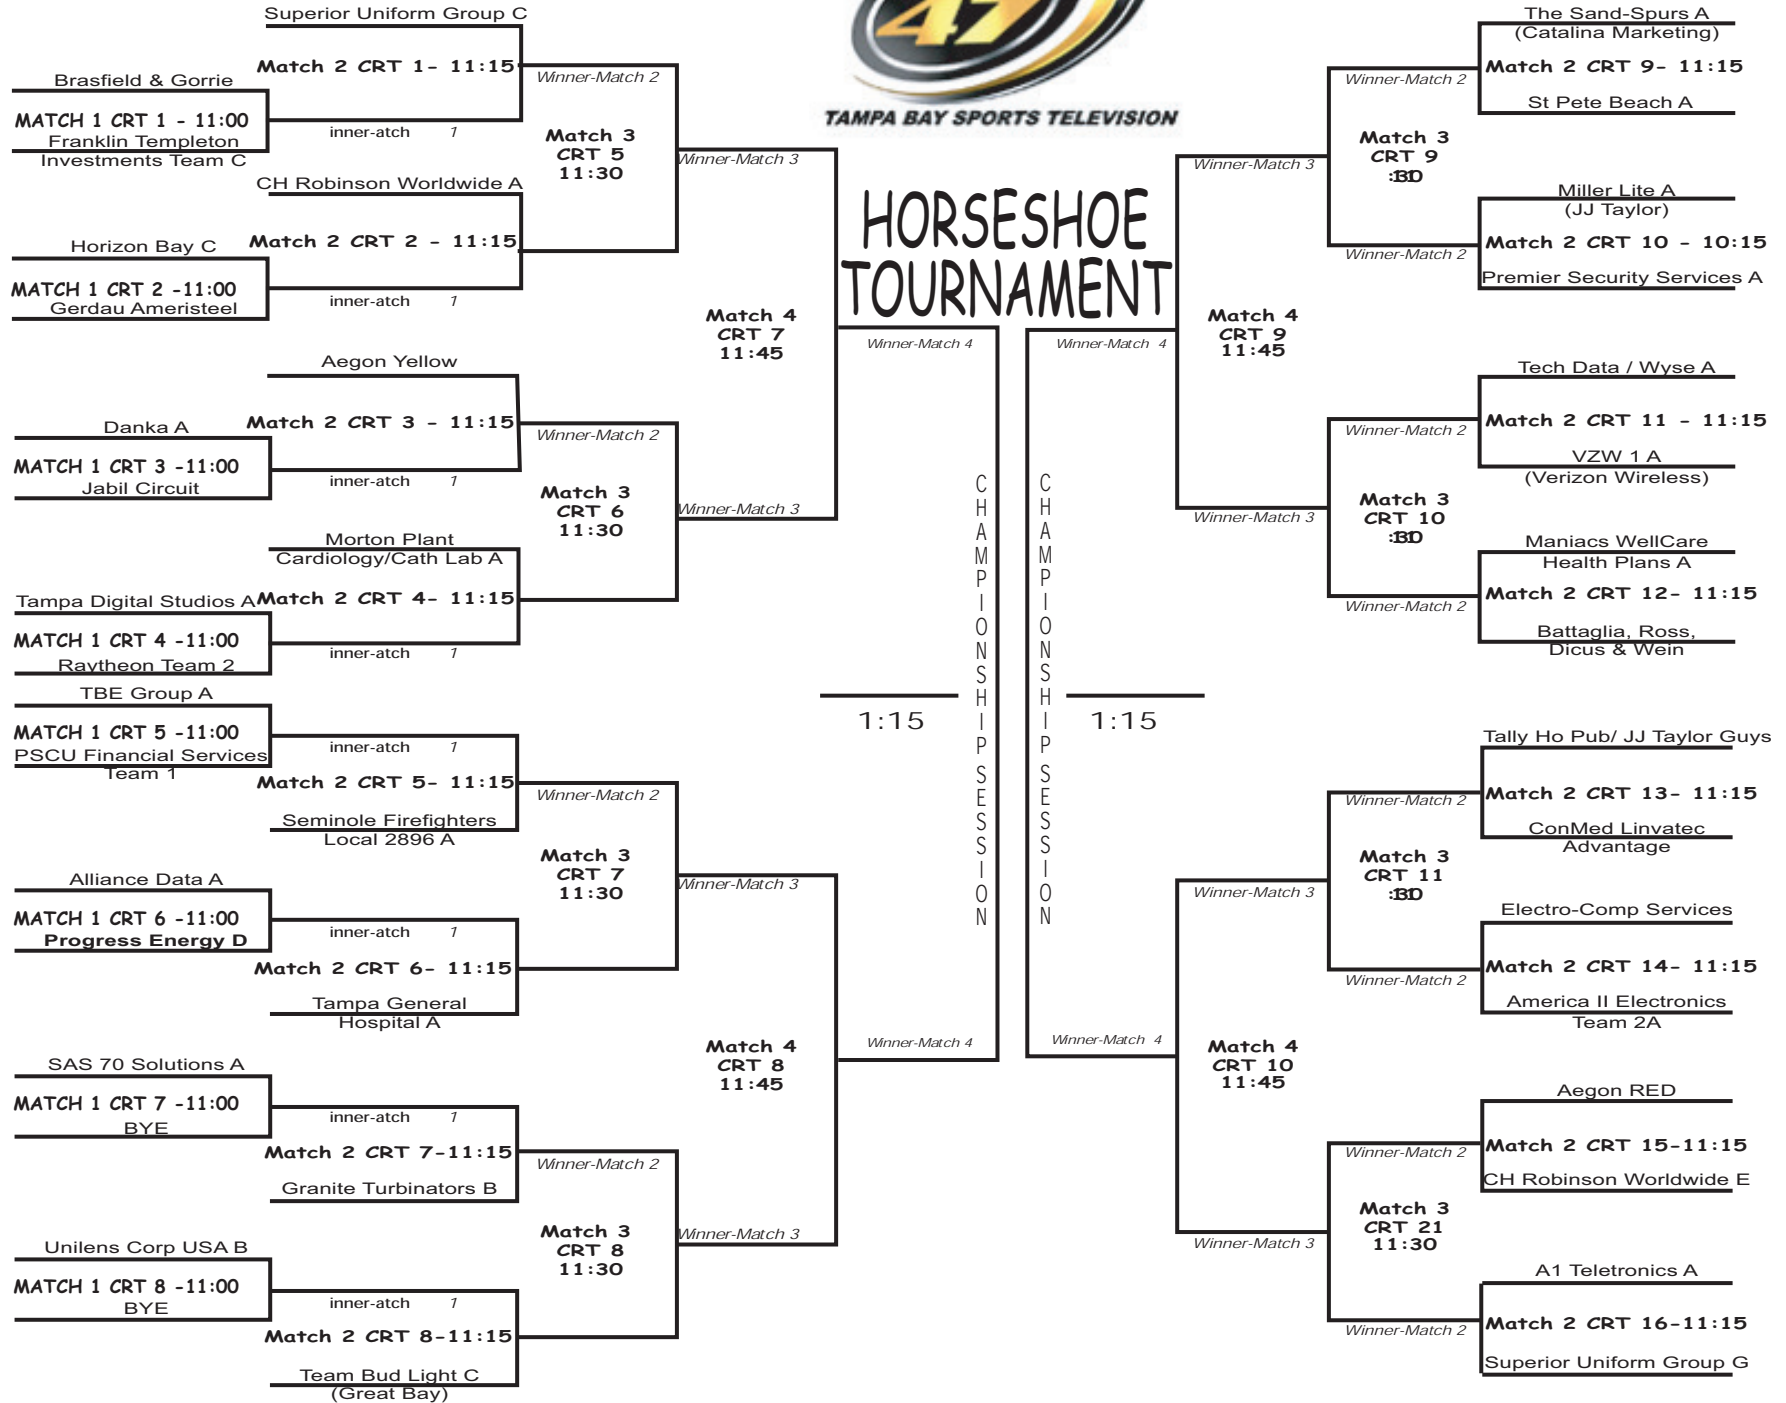 47
TAMPA BAY SPORTS TELEVISION
HORSESHOE
TOURNAMENT
Superior Uniform Group C
Match 2 CRT 1- 11:15
Brasfield & Gorrie
MATCH 1 CRT 1 - 11:00
Franklin Templeton
Investments Team C
inner-atch 1
Winner-Match 2
Match 3
CRT 5
11:30
CH Robinson Worldwide A
Match 2 CRT 2 - 11:15
Horizon Bay C
MATCH 1 CRT 2 -11:00
Gerdau Ameristeel
inner-atch 1
Winner-Match 3
Match 4
CRT 7
11:45
Winner-Match 4
Aegon Yellow
Match 2 CRT 3 - 11:15
Danka A
MATCH 1 CRT 3 -11:00
Jabil Circuit
inner-atch 1
Winner-Match 2
Match 3
CRT 6
11:30
Winner-Match 3
Morton Plant
Cardiology/Cath Lab A
Match 2 CRT 4- 11:15
Tampa Digital Studios A
MATCH 1 CRT 4 -11:00
Raytheon Team 2
inner-atch 1
TBE Group A
MATCH 1 CRT 5 -11:00
PSCU Financial Services
Team 1
inner-atch 1
Match 2 CRT 5- 11:15
Seminole Firefighters
Local 2896 A
Winner-Match 2
Match 3
CRT 7
11:30
Winner-Match 3
Alliance Data A
MATCH 1 CRT 6 -11:00
Progress Energy D
inner-atch 1
Match 2 CRT 6- 11:15
Tampa General
Hospital A
Match 4
CRT 8
11:45
Winner-Match 4
SAS 70 Solutions A
MATCH 1 CRT 7 -11:00
BYE
inner-atch 1
Match 2 CRT 7-11:15
Granite Turbinators B
Winner-Match 2
Match 3
CRT 8
11:30
Winner-Match 3
Unilens Corp USA B
MATCH 1 CRT 8 -11:00
BYE
inner-atch 1
Match 2 CRT 8-11:15
Team Bud Light C
(Great Bay)
1:15
CHAMPIONSHIP SESSION
CHAMPIONSHIP SESSION
1:15
The Sand-Spurs A
(Catalina Marketing)
Match 2 CRT 9- 11:15
St Pete Beach A
Winner-Match 2
Match 3
CRT 9
Winner-Match 3
Miller Lite A
(JJ Taylor)
Match 2 CRT 10 - 10:15
Premier Security Services A
Winner-Match 2
Match 4
CRT 9
11:45
Winner-Match 4
Tech Data / Wyse A
Match 2 CRT 11 - 11:15
VZW 1 A
(Verizon Wireless)
Winner-Match 2
Match 3
CRT 10
Winner-Match 3
Maniacs WellCare
Health Plans A
Match 2 CRT 12- 11:15
Battaglia, Ross,
Dicus & Wein
Winner-Match 2
Tally Ho Pub/ JJ Taylor Guys
Match 2 CRT 13- 11:15
ConMed Linvatec
Advantage
Winner-Match 2
Match 3
CRT 11
Winner-Match 3
Electro-Comp Services
Match 2 CRT 14- 11:15
America II Electronics
Team 2A
Winner-Match 2
Match 4
CRT 10
11:45
Winner-Match 4
Aegon RED
Match 2 CRT 15-11:15
CH Robinson Worldwide E
Winner-Match 2
Match 3
CRT 21
11:30
Winner-Match 3
A1 Teletronics A
Match 2 CRT 16-11:15
Superior Uniform Group G
Winner-Match 2